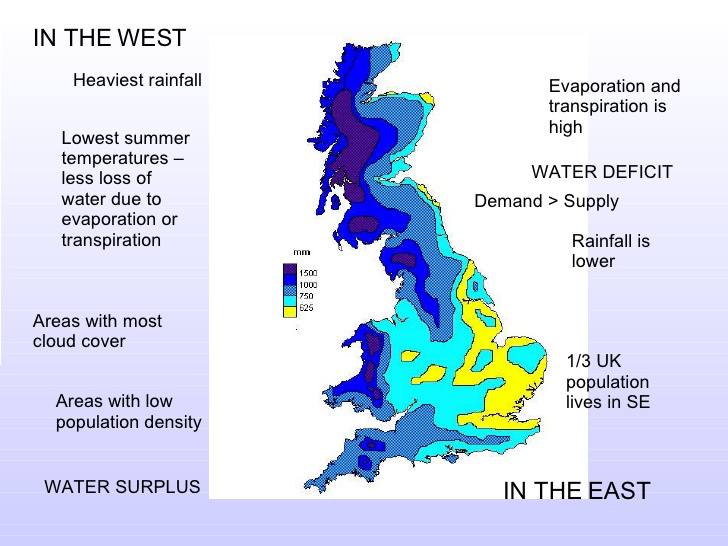 IN THE WEST
Heaviest rainfall
Lowest summer
temperatures –
less loss of
water due to
evaporation or
transpiration
Areas with most
cloud cover
Areas with low
population density
WATER SURPLUS
mm
1500
1000
750
625
Evaporation and
transpiration is
high
WATER DEFICIT
Demand > Supply
Rainfall is
lower
1/3 UK
population
lives in SE
IN THE EAST